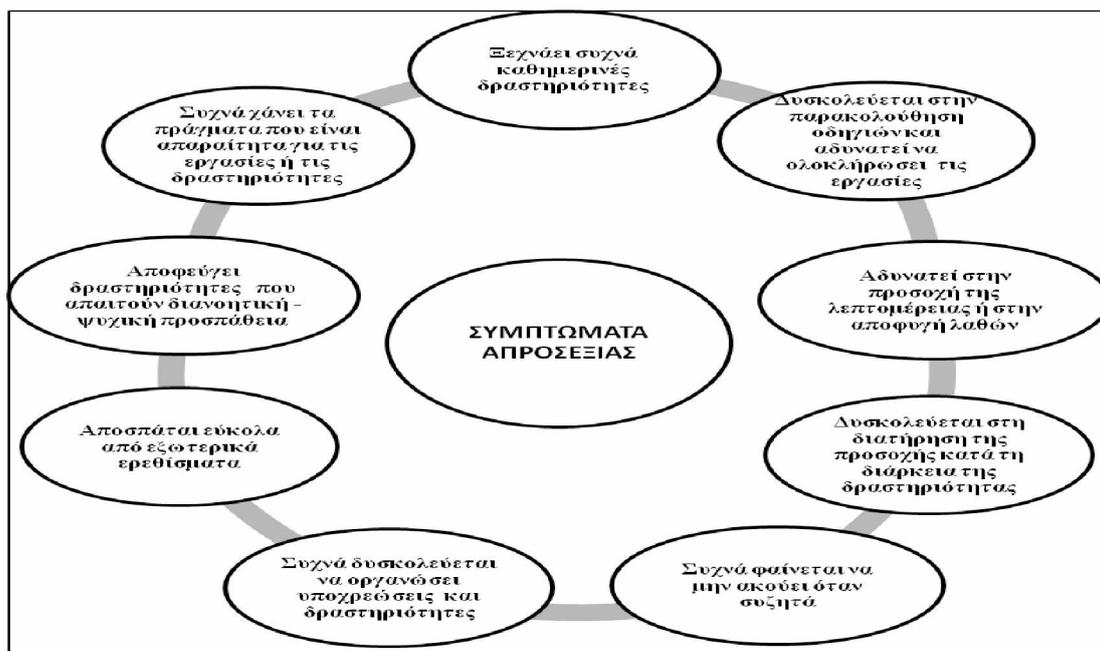 Ξεχνάει συχνά
καθημερινές
δραστηριότητες
Δυσκολεύεται στην
παρακολούθηση
οδηγιών και
αδυνατεί να
ολοκλήρωσει τις
εργασίες
Αδυνατεί στην
προσοχή της
λεπτομέρειας ή στην
αποφυγή λαθών
Δυσκολεύεται στη
διατήρηση της
προσοχής κατά τη
διάρκεια της
δραστηριότητας
Συχνά φαίνεται να
μην ακούει όταν
συζητά
Συχνά δυσκολεύεται
να οργανώσει
υποχρεώσεις και
δραστηριότητες
Αποσπάται εύκολα
από εξωτερικά
ερεθίσματα
Αποφεύγει
δραστηριότητες που
απαιτούν διανοητική –
ψυχική προσπάθεια
Συχνά χάνει τα
πράγματα που είναι
απαραίτητα για τις
εργασίες ή τις
δραστηριότητες
ΣΥΜΠΤΩΜΑΤΑ
ΑΠΡΟΣΕΞΙΑΣ